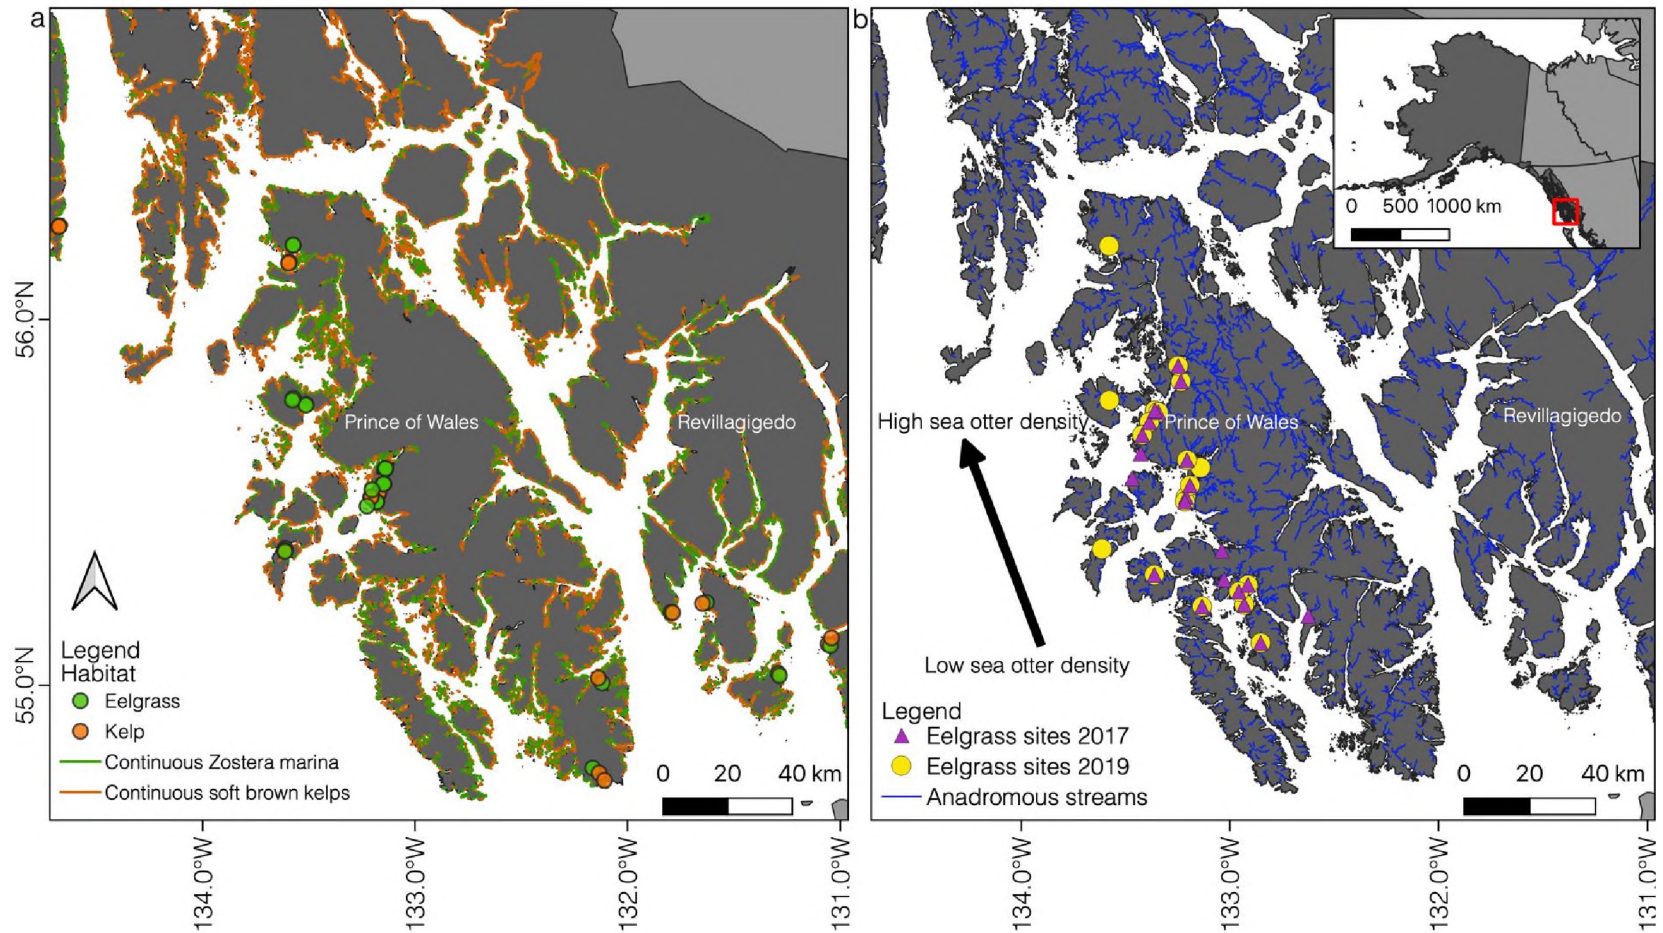 a
56.0°N
55.0°N
Prince of Wales
Revillagigedo
Legend
Habitat
Eelgrass
Kelp
Continuous Zostera marina
Continuous soft brown kelps
0 20 40 km
134.0°W
133.0°W
132.0°W
131.0°W
b
0 500 1000 km
High sea otter density
Prince of Wales
Revillagigedo
Low sea otter density
Legend
Eelgrass sites 2017
Eelgrass sites 2019
Anadromous streams
0 20 40 km
134.0°W
133.0°W
132.0°W
131.0°W